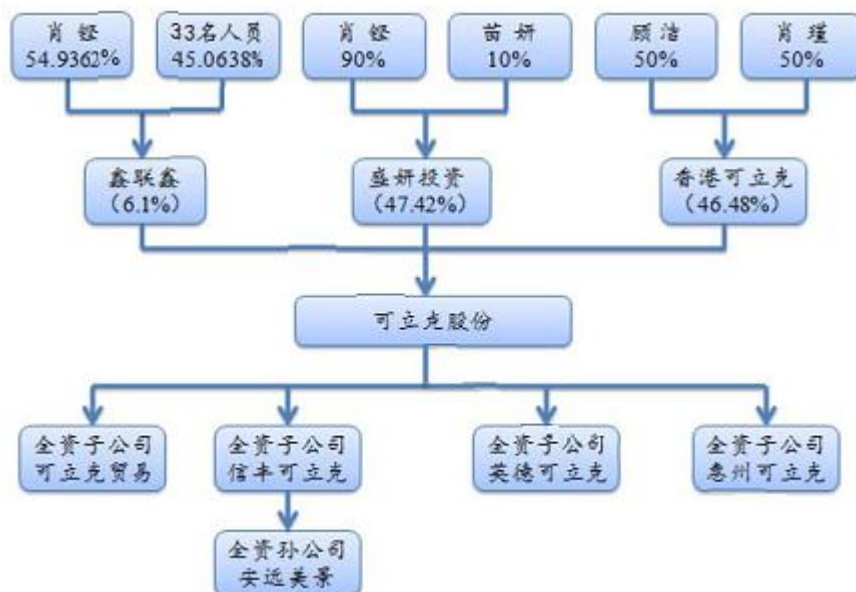 肖 铿
54.9362%
33名人员
45.0638%
肖 铿
90%
苗 妍
10%
顾 洁
50%
肖 瑾
50%
鑫联鑫
（6.1%）
盛妍投资
（47.42%）
香港可立克
（46.48%）
可立克股份
全资子公司
可立克贸易
全资子公司
信丰可立克
全资子公司
英德可立克
全资子公司
惠州可立克
全资孙公司
安远美景